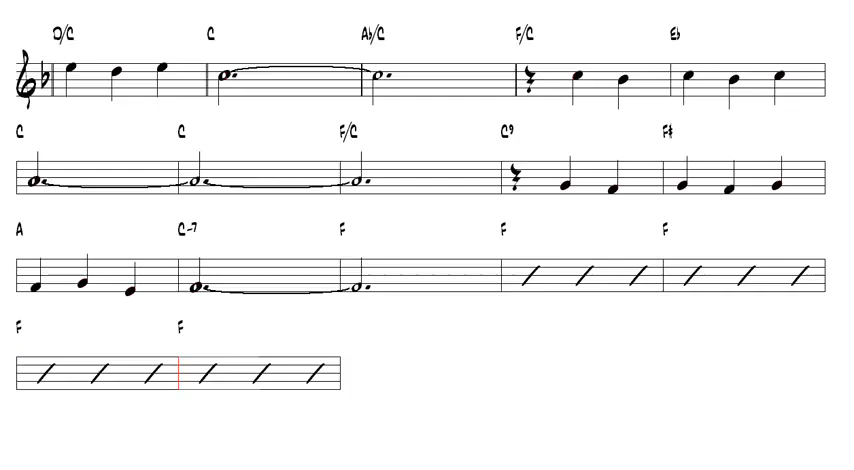 D/C C A♭/C F/C E♭
C C F/C C9 F#
A C-7 F F F
F F